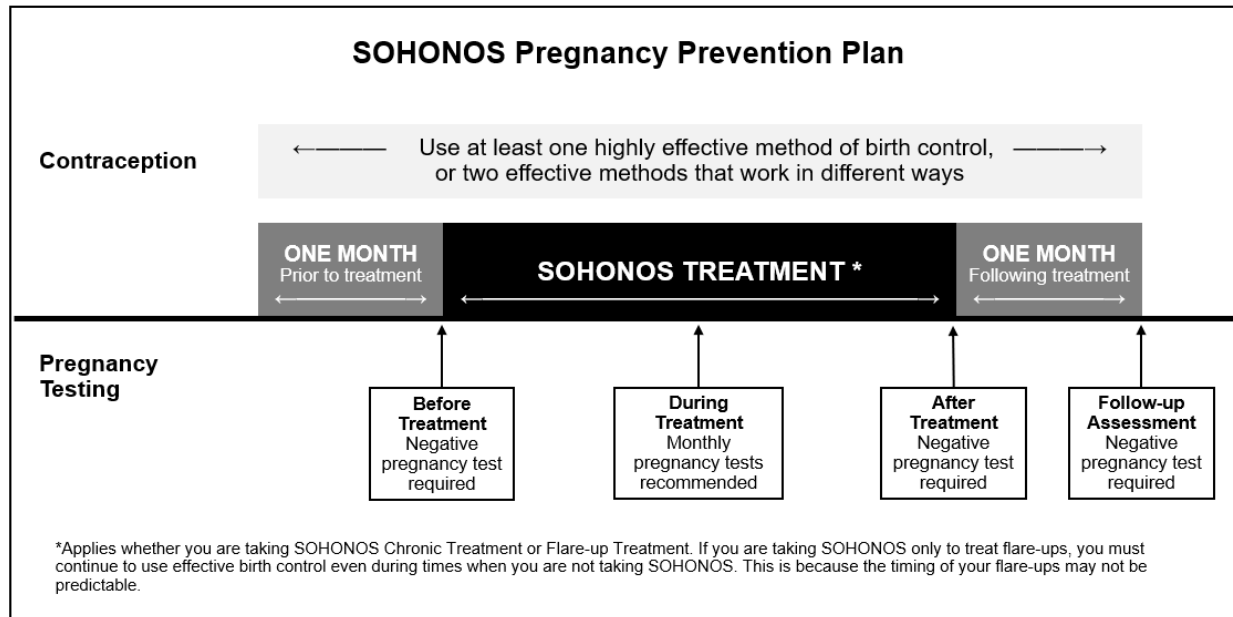 SOHONOS Pregnancy Prevention Plan
Contraception
←——— Use at least one highly effective method of birth control, ———→
or two effective methods that work in different ways
ONE MONTH
Prior to treatment
SOHONOS TREATMENT *
ONE MONTH
Following treatment
Pregnancy
Testing
Before
Treatment
Negative
pregnancy test
required
During
Treatment
Monthly
pregnancy tests
recommended
After
Treatment
Negative
pregnancy test
required
Follow-up
Assessment
Negative
pregnancy test
required
*Applies whether you are taking SOHONOS Chronic Treatment or Flare-up Treatment. If you are taking SOHONOS only to treat flare-ups, you must
continue to use effective birth control even during times when you are not taking SOHONOS. This is because the timing of your flare-ups may not be
predictable.